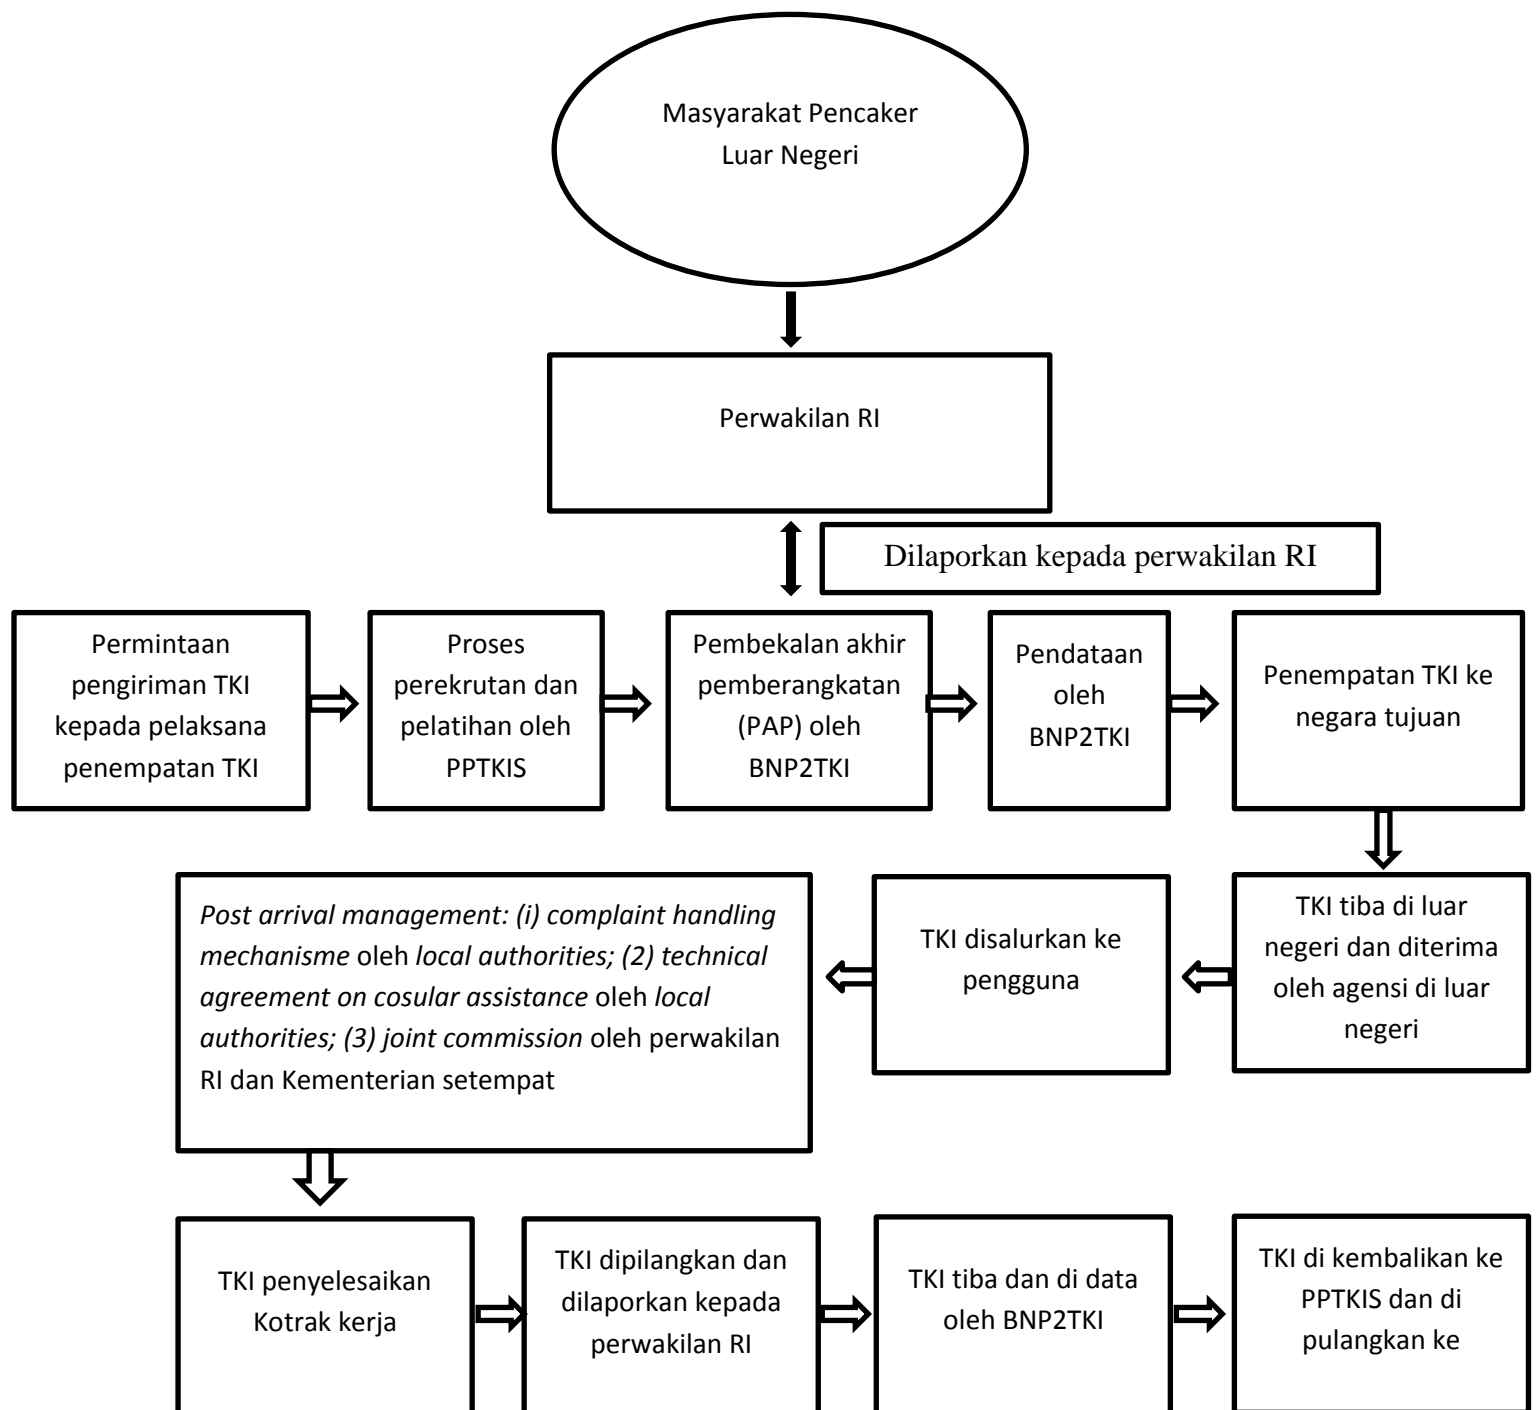 Masyarakat Pencaker
Luar Negeri
Perwakilan RI
Dilaporkan kepada perwakilan RI
Permintaan
pengiriman TKI
kepada pelaksana
penempatan TKI
Proses
perekrutan dan
pelatihan oleh
PPTKIS
Pembekalan akhir
pemberangkatan
(PAP) oleh
BNP2TKI
Pendataan
oleh
BNP2TKI
Penempatan TKI ke
negara tujuan
TKI tiba di luar
negeri dan diterima
oleh agensi di luar
negeri
TKI disalurkan ke
pengguna
Post arrival management: (i) complaint handling
mechanisme oleh local authorities; (2) technical
agreement on cosular assistance oleh local
authorities; (3) joint commission oleh perwakilan
RI dan Kementerian setempat
TKI penyelesaikan
Kotrak kerja
TKI dipilangkan dan
dilaporkan kepada
perwakilan RI
TKI tiba dan di data
oleh BNP2TKI
TKI di kembalikan ke
PPTKIS dan di
pulangkan ke